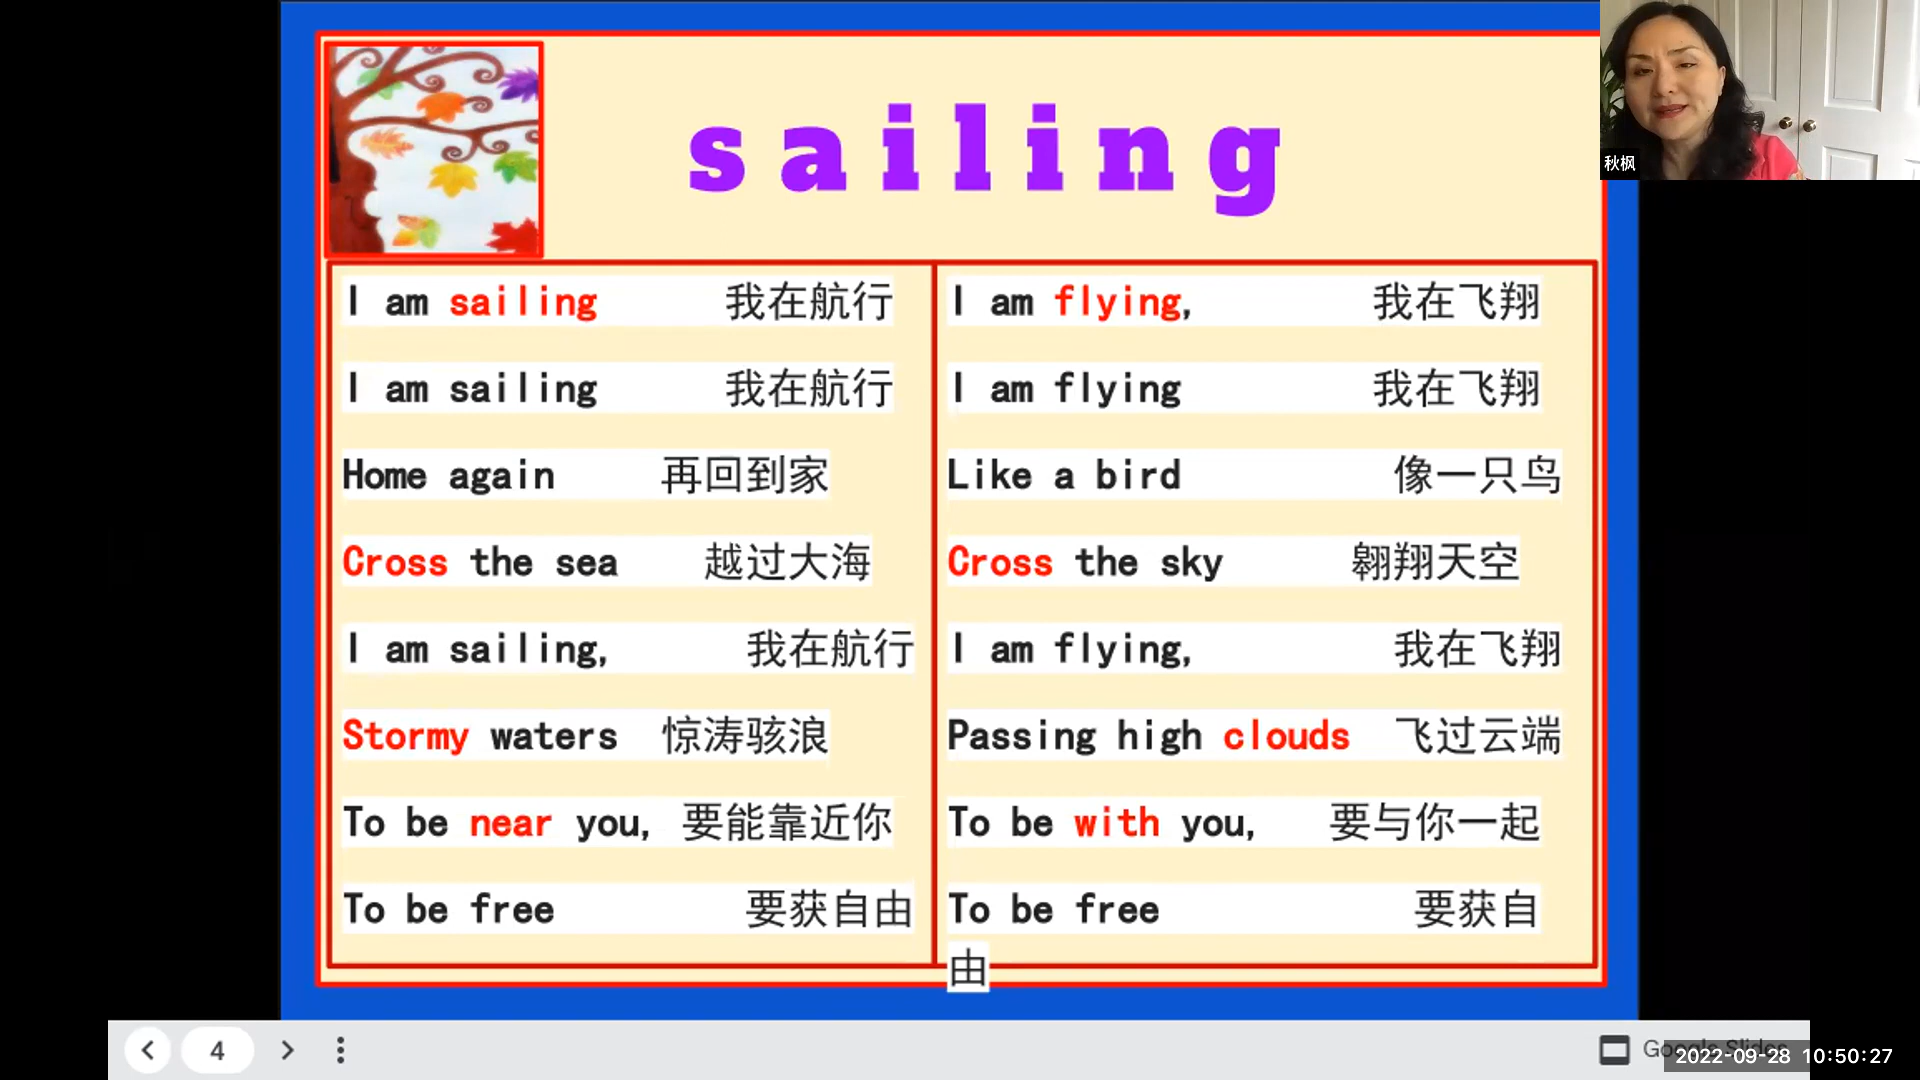 sailing
I am sailing 我在航行
I am sailing 我在航行
Home again 再回到家
Cross the sea 越过大海
I am sailing, 我在航行
Stormy waters 惊涛骇浪
To be near you, 要能靠近你
To be free 要获自由
I am flying, 我在飞翔
I am flying 我在飞翔
Like a bird 像一只鸟
Cross the sky 翱翔天空
I am flying, 我在飞翔
Passing high clouds 飞过云端
To be with you, 要与你一起
To be free 要获自
由
秋枫
4
Google Slides
2022-09-28 10:50:27